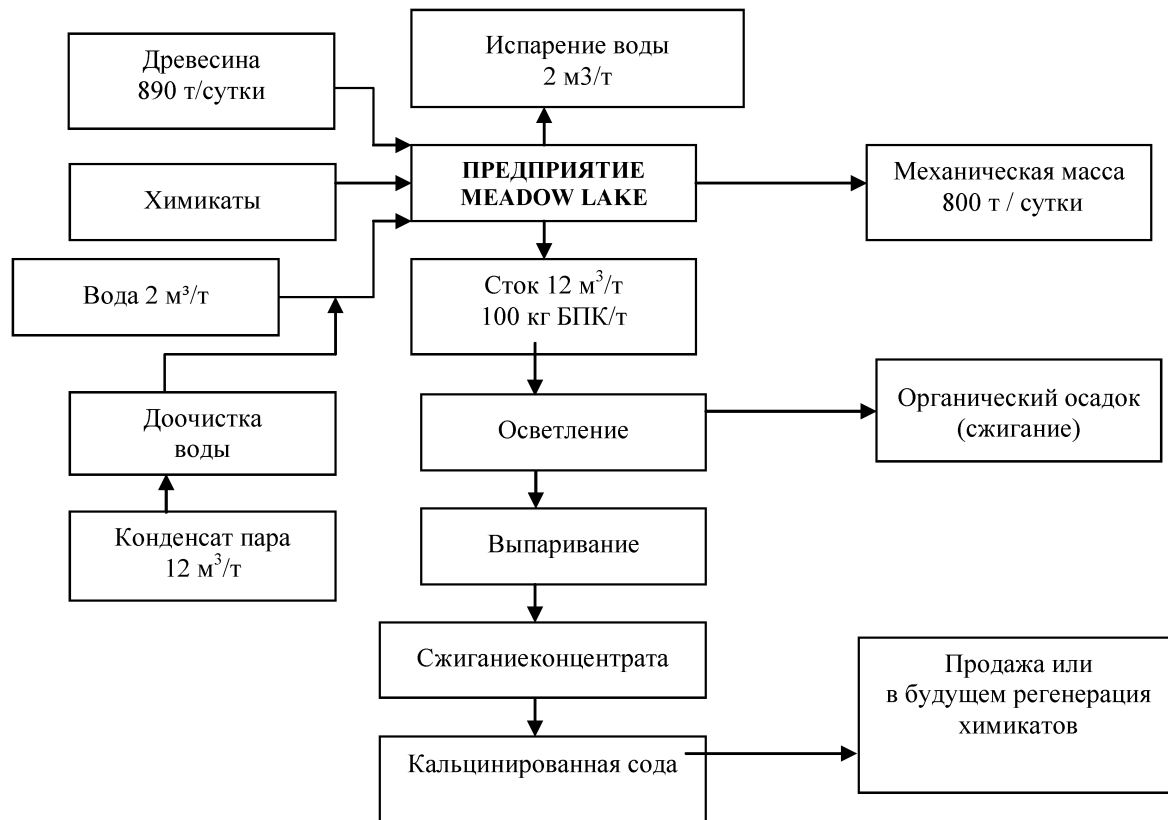 Древесина
890 т/сутки
Испарение воды
2 м3/т
Химикаты
ПРЕДПРИЯТИЕ
MEADOW LAKE
Механическая масса
800 т / сутки
Вода 2 м³/т
Сток 12 м³/т
100 кг БПК/т
Доочистка
воды
Осветление
Органический осадок
(сжигание)
Конденсат пара
12 м³/т
Выпаривание
Сжиганиеконцентрата
Продажа или
в будущем регенерация
химикатов
Кальцинированная сода